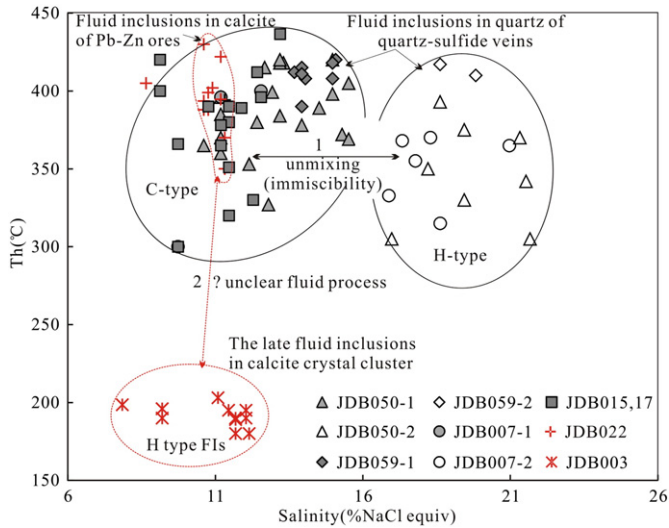 450
400
350
300
250
200
150
Th(℃)
6
11
16
21
26
Salinity(%NaCl equiv)
Fluid inclusions in calcite
of Pb-Zn ores
Fluid inclusions in quartz of
quartz-sulfide veins
1
unmixing
(immiscibility)
C-type
H-type
2 ? unclear fluid process
The late fluid inclusions
in calcite crystal cluster
H type FIs
JDB050-1
JDB059-2
JDB015,17
JDB050-2
JDB007-1
JDB022
JDB059-1
JDB007-2
JDB003